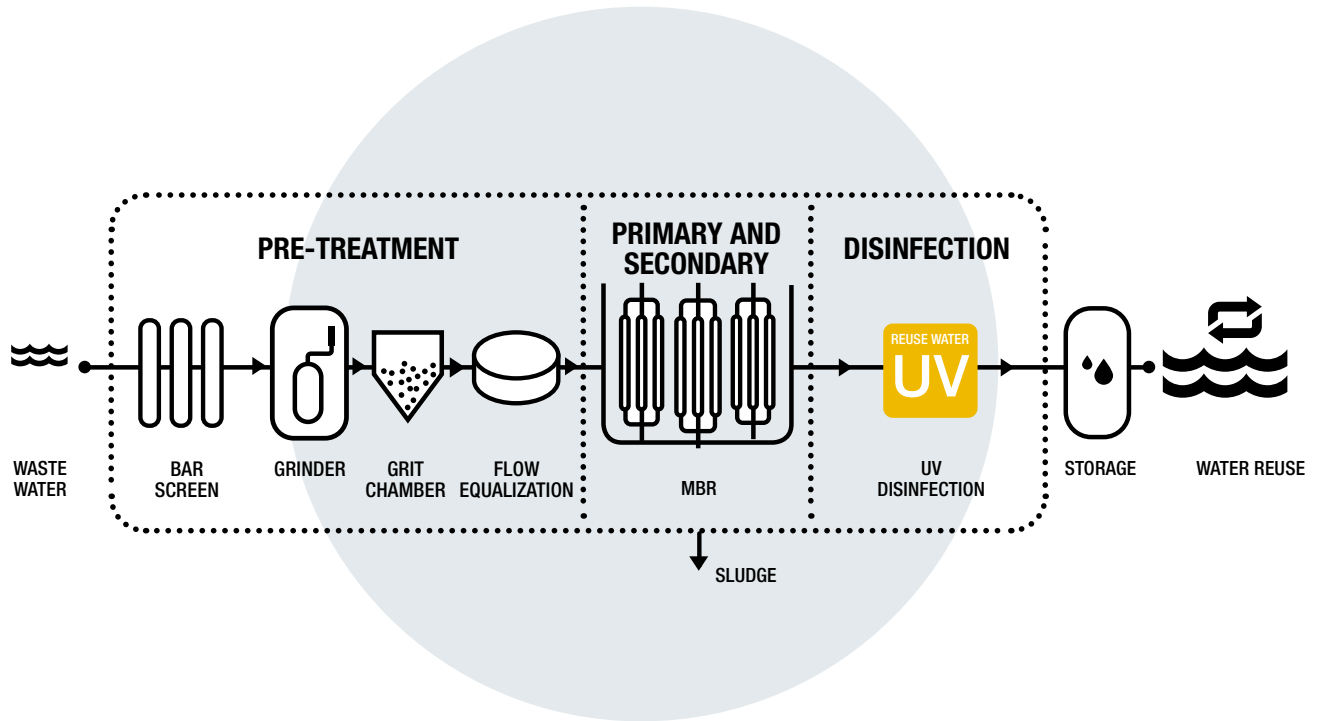 PRE-TREATMENT
PRIMARY AND
SECONDARY
DISINFECTION
REUSE WATER
UV
WASTE
WATER
BAR
SCREEN
GRINDER
GRIT
CHAMBER
FLOW
EQUALIZATION
MBR
UV
DISINFECTION
STORAGE
WATER REUSE
SLUDGE